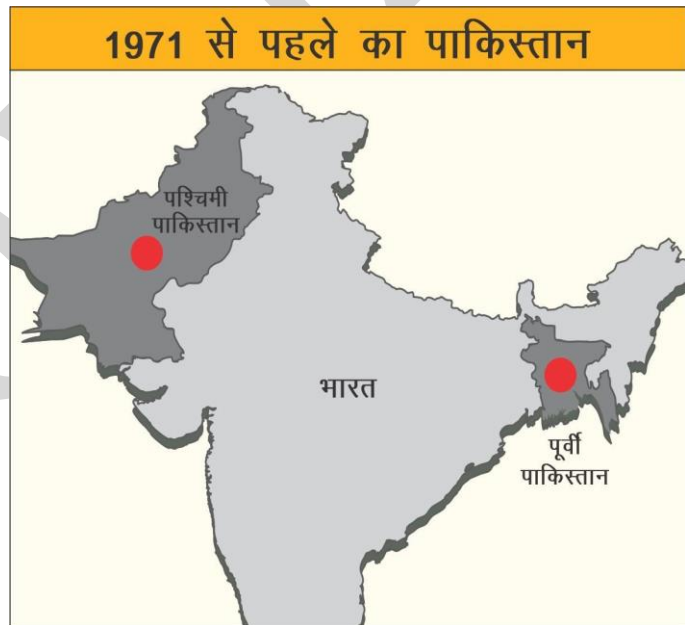 1971 से पहले का पाकिस्तान
पश्चिमी
पाकिस्तान
भारत
पूर्वी
पाकिस्तान